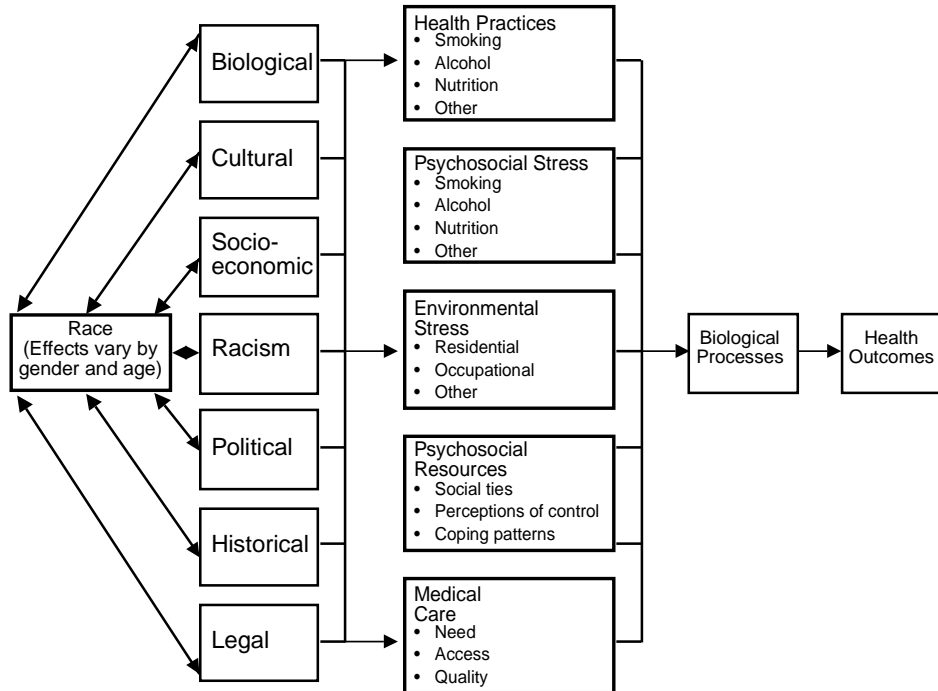 Race
(Effects vary by
gender and age)
Biological
Cultural
Socio-
economic
Racism
Political
Historical
Legal
Health Practices
• Smoking
• Alcohol
• Nutrition
• Other
Psychosocial Stress
• Smoking
• Alcohol
• Nutrition
• Other
Environmental
Stress
• Residential
• Occupational
• Other
Psychosocial
Resources
• Social ties
• Perceptions of control
• Coping patterns
Medical
Care
• Need
• Access
• Quality
Biological
Processes
Health
Outcomes